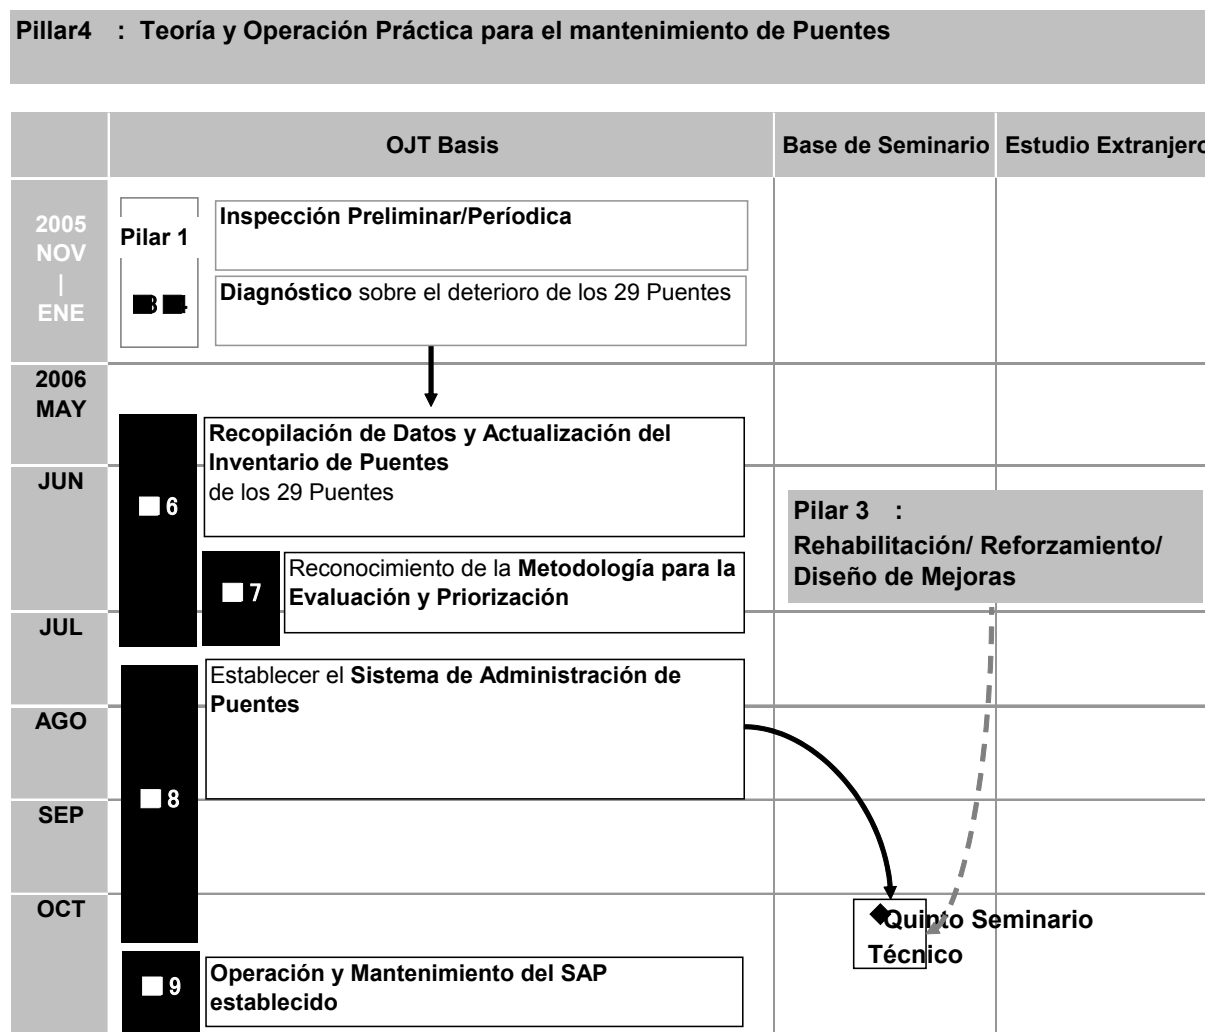 Pillar4 : Teoría y Operación Práctica para el mantenimiento de Puentes
OJT Basis
Base de Seminario
Estudio Extranjero
2005
NOV
|
ENE
Pilar 1
Inspección Preliminar/Períodica
Diagnóstico sobre el deterioro de los 29 Puentes
2006
MAY
Recopilación de Datos y Actualización del
Inventario de Puentes
de los 29 Puentes
JUN
6
Pilar 3 :
Rehabilitación/ Reforzamiento/
Diseño de Mejoras
7
Reconocimiento de la Metodología para la
Evaluación y Priorización
JUL
Establecer el Sistema de Administración de
Puentes
AGO
8
SEP
OCT
Quinto Seminario
Técnico
9
Operación y Mantenimiento del SAP
establecido